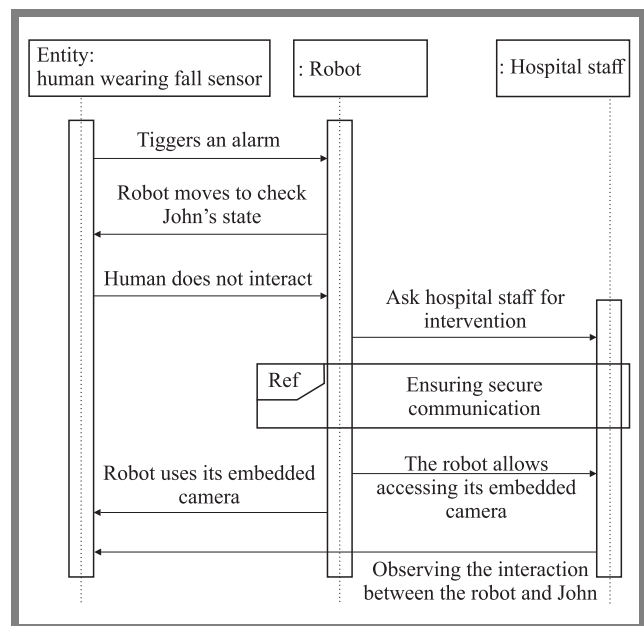 Entity:
human wearing fall sensor
: Robot
: Hospital staff
Tiggers an alarm
Robot moves to check
John's state
Human does not interact
Ask hospital staff for
intervention
Ref
Ensuring secure
communication
The robot allows
accessing its embedded
camera
Robot uses its embedded
camera
Observing the interaction
between the robot and John